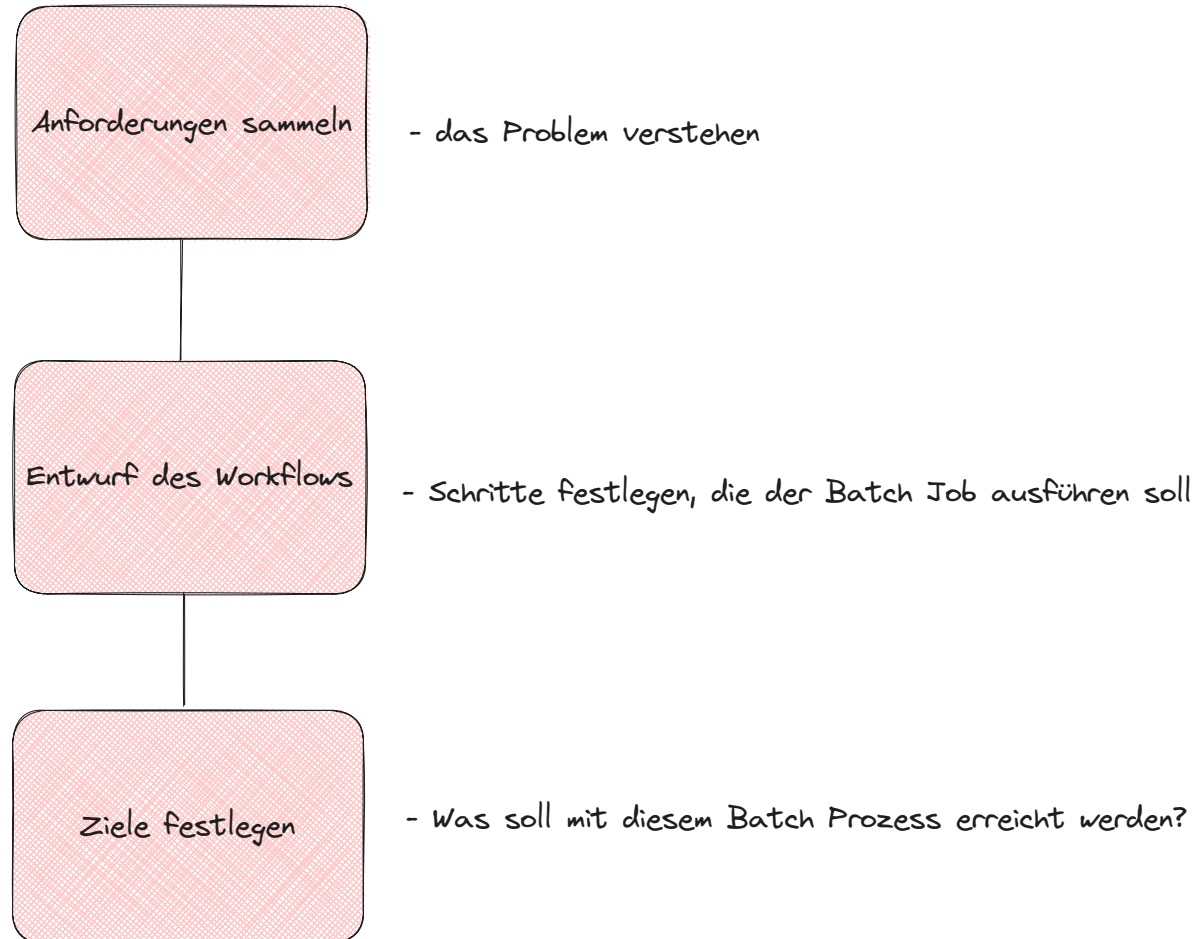 Anforderungen sammeln
- das Problem verstehen
Entwurf des Workflows
- Schritte festlegen, die der Batch Job ausführen soll
Ziele festlegen
- Was soll mit diesem Batch Prozess erreicht werden?